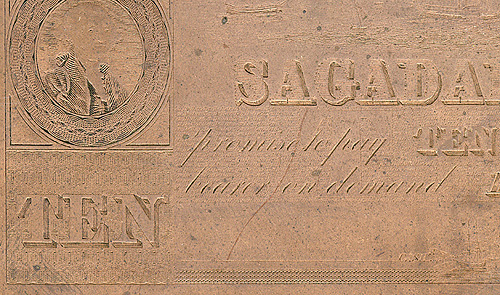 SAGADA
promise to pay TEN
bearer on demand
TEN